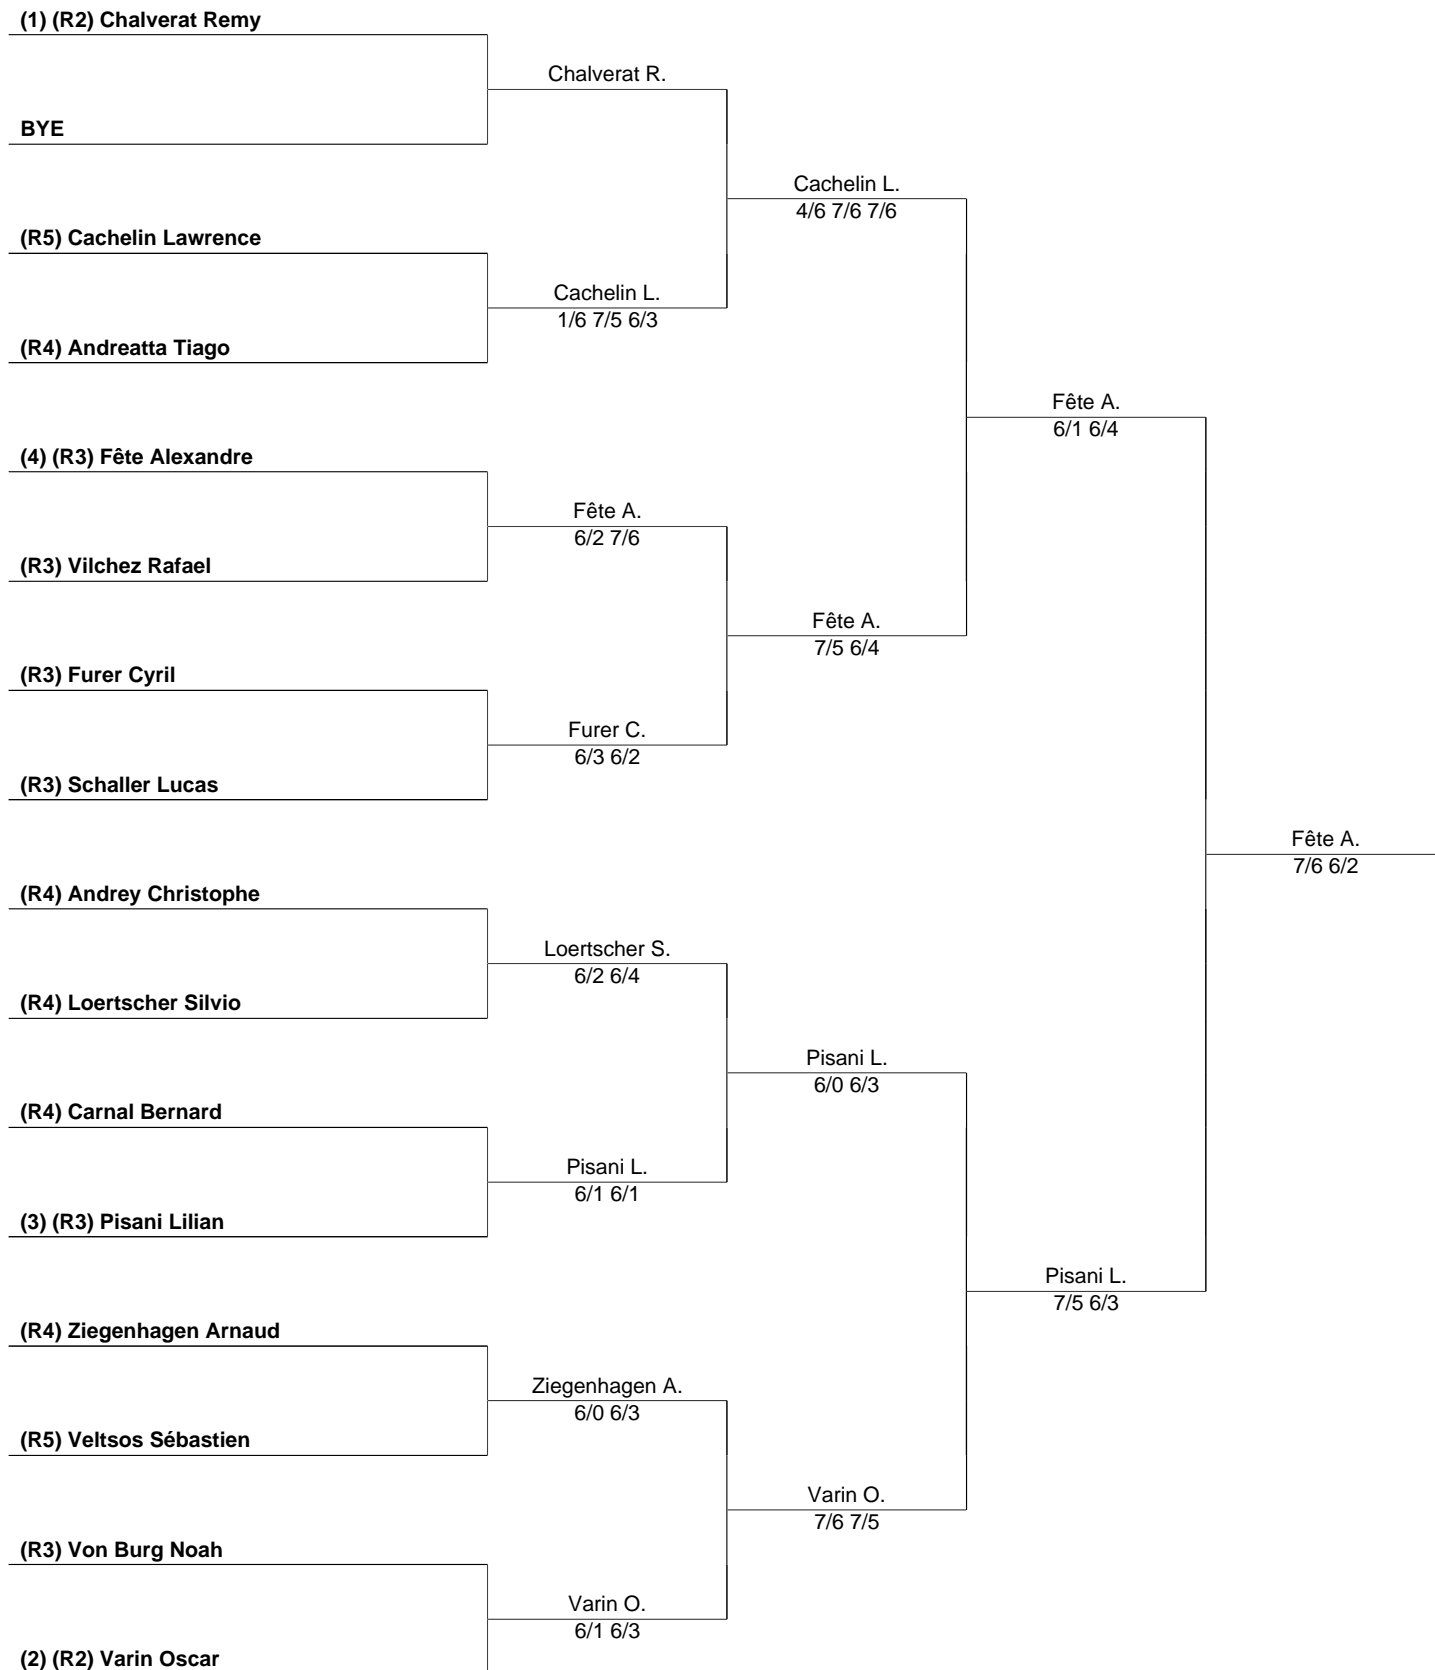 (1) (R2) Chalverat Remy
Chalverat R.
BYE
Cachelin L.
4/6 7/6 7/6
(R5) Cachelin Lawrence
Cachelin L.
1/6 7/5 6/3
(R4) Andreatta Tiago
Fête A.
6/1 6/4
(4) (R3) Fête Alexandre
Fête A.
6/2 7/6
(R3) Vilchez Rafael
Fête A.
7/5 6/4
(R3) Furer Cyril
Furer C.
6/3 6/2
(R3) Schaller Lucas
Fête A.
7/6 6/2
(R4) Andrey Christophe
Loertscher S.
6/2 6/4
(R4) Loertscher Silvio
Pisani L.
6/0 6/3
(R4) Carnal Bernard
Pisani L.
6/1 6/1
(3) (R3) Pisani Lilian
Pisani L.
7/5 6/3
(R4) Ziegenhagen Arnaud
Ziegenhagen A.
6/0 6/3
(R5) Veltsos Sébastien
Varin O.
7/6 7/5
(R3) Von Burg Noah
Varin O.
6/1 6/3
(2) (R2) Varin Oscar